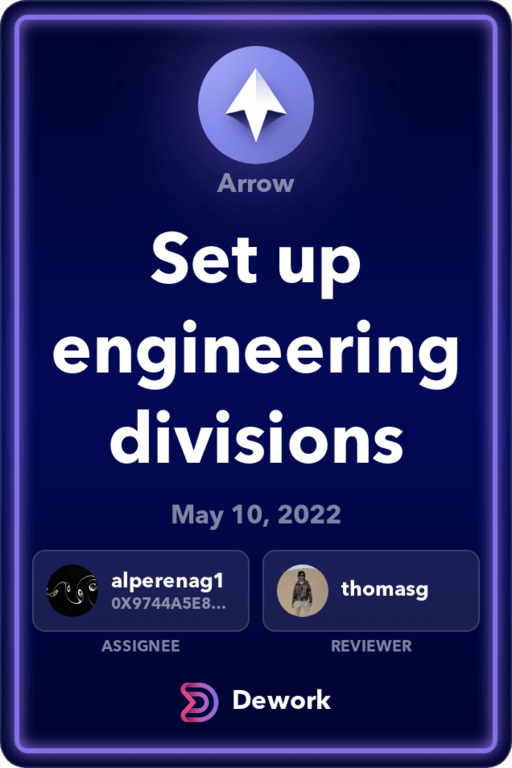 Arrow
Set up
engineering
divisions
May 10, 2022
alperenag1
0X9744A5E8...
thomasg
ASSIGNEE
REVIEWER
Dework